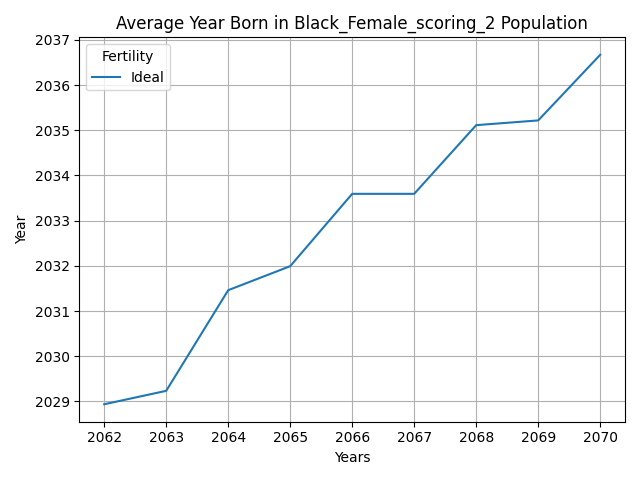 Average Year Born in Black_Female_scoring_2 Population
2037
2036
2035
2034
2033
2032
2031
2030
2029
Year
Fertility
Ideal
2062 2063 2064 2065 2066 2067 2068 2069 2070
Years